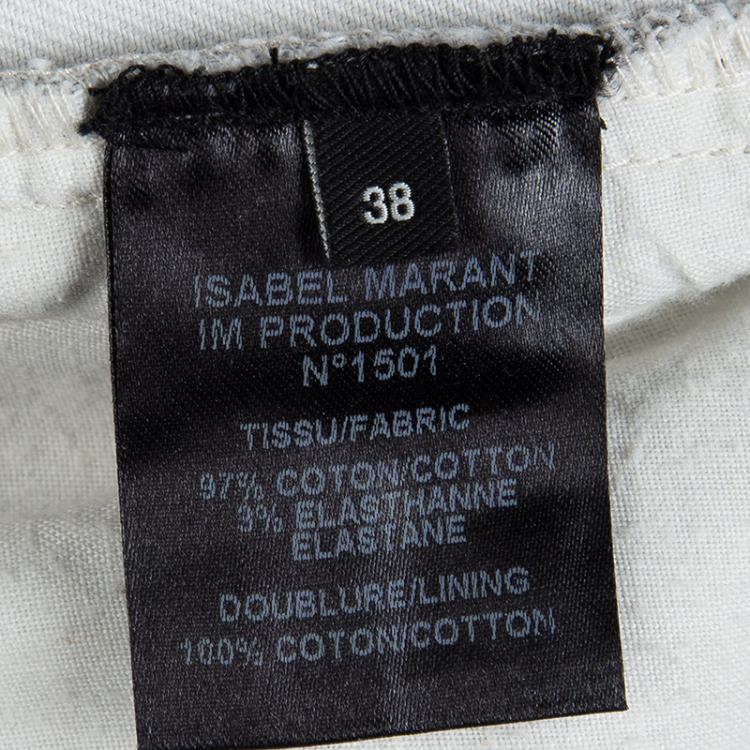 38
ISABEL MARANT
IM PRODUCTION
N°1501
TISSU/FABRIC
97% COTON/COTTON
3% ELASTHANNE
ELASTANE
DOUBLURE/LINING
100% COTON/COTTON